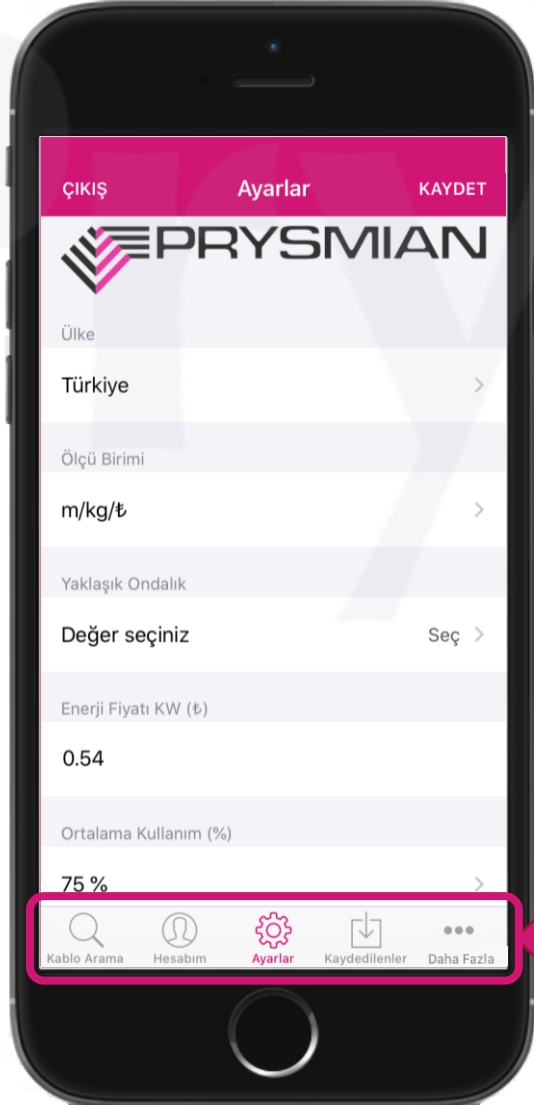 ÇIKIŞ Ayarlar KAYDET
PRYSMIAN
Ülke
Türkiye
Ölçü Birimi
m/kg/₺
Yaklaşık Ondalık
Değer seçiniz Seç
Enerji Fiyatı KW (₺)
0.54
Ortalama Kullanım (%)
75 %
Kablo Arama Hesabım Ayarlar Kaydedilenler Daha Fazla